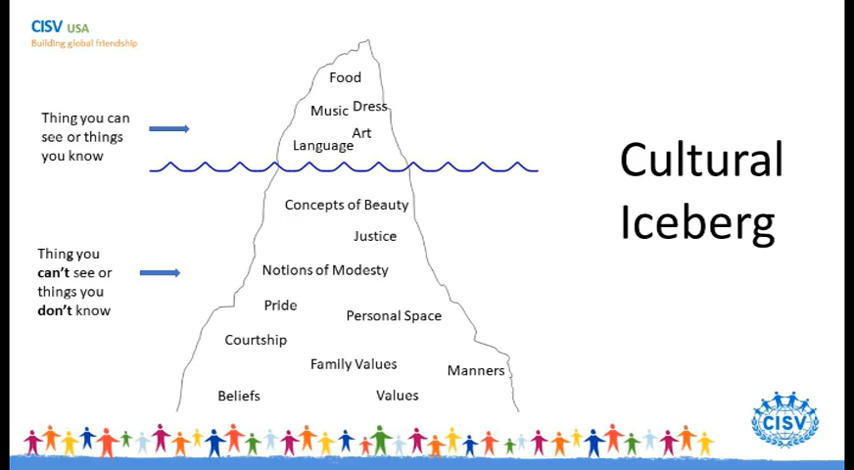 CISV USA
Building global friendship
Food
Music Dress
Art
Language
Thing you can
see or things
you know
Cultural
Iceberg
Concepts of Beauty
Justice
Notions of Modesty
Pride
Personal Space
Courtship
Family Values
Manners
Beliefs
Values
Thing you
can't see or
things you
don't know
CISV